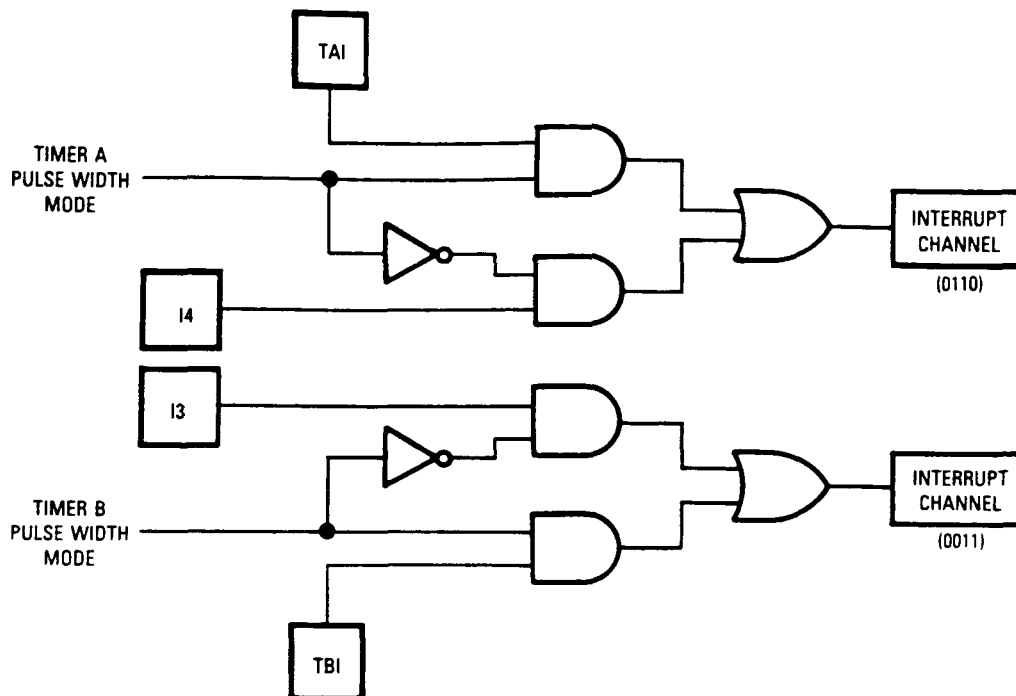 TAI
TIMER A
PULSE WIDTH
MODE
INTERRUPT
CHANNEL
(0110)
I4
I3
TIMER B
PULSE WIDTH
MODE
INTERRUPT
CHANNEL
(0011)
TBI